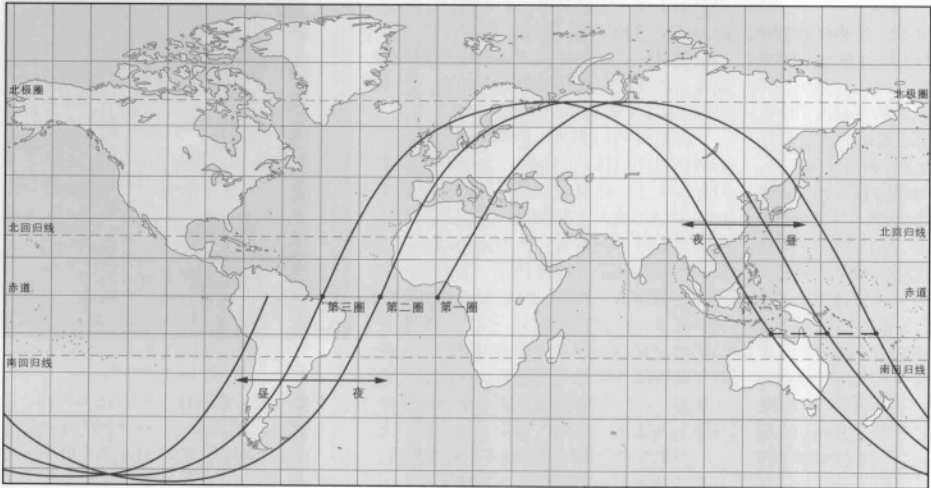 北极圈 北极圈
北回归线 夜 昼 北回归线
赤道 第三圈 第二圈 第一圈 赤道
南回归线 南回归线
昼 夜